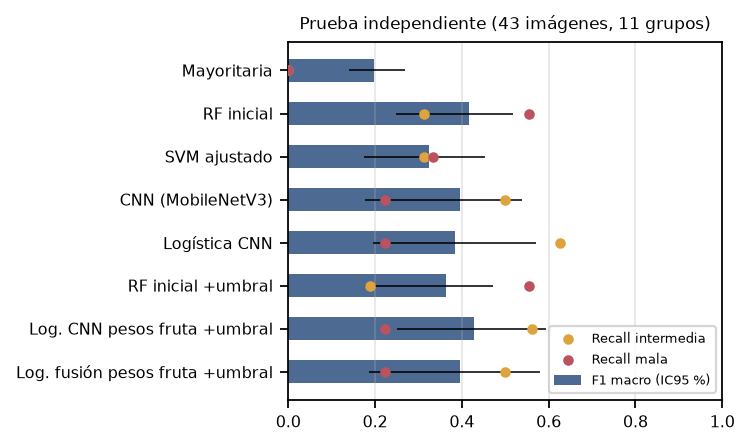 Prueba independiente (43 imágenes, 11 grupos)
Mayoritaria
RF inicial
SVM ajustado
CNN (MobileNetV3)
Logística CNN
RF inicial +umbral
Log. CNN pesos fruta +umbral
Log. fusión pesos fruta +umbral
Recall intermedia
Recall mala
F1 macro (IC95 %)
0.0 0.2 0.4 0.6 0.8 1.0